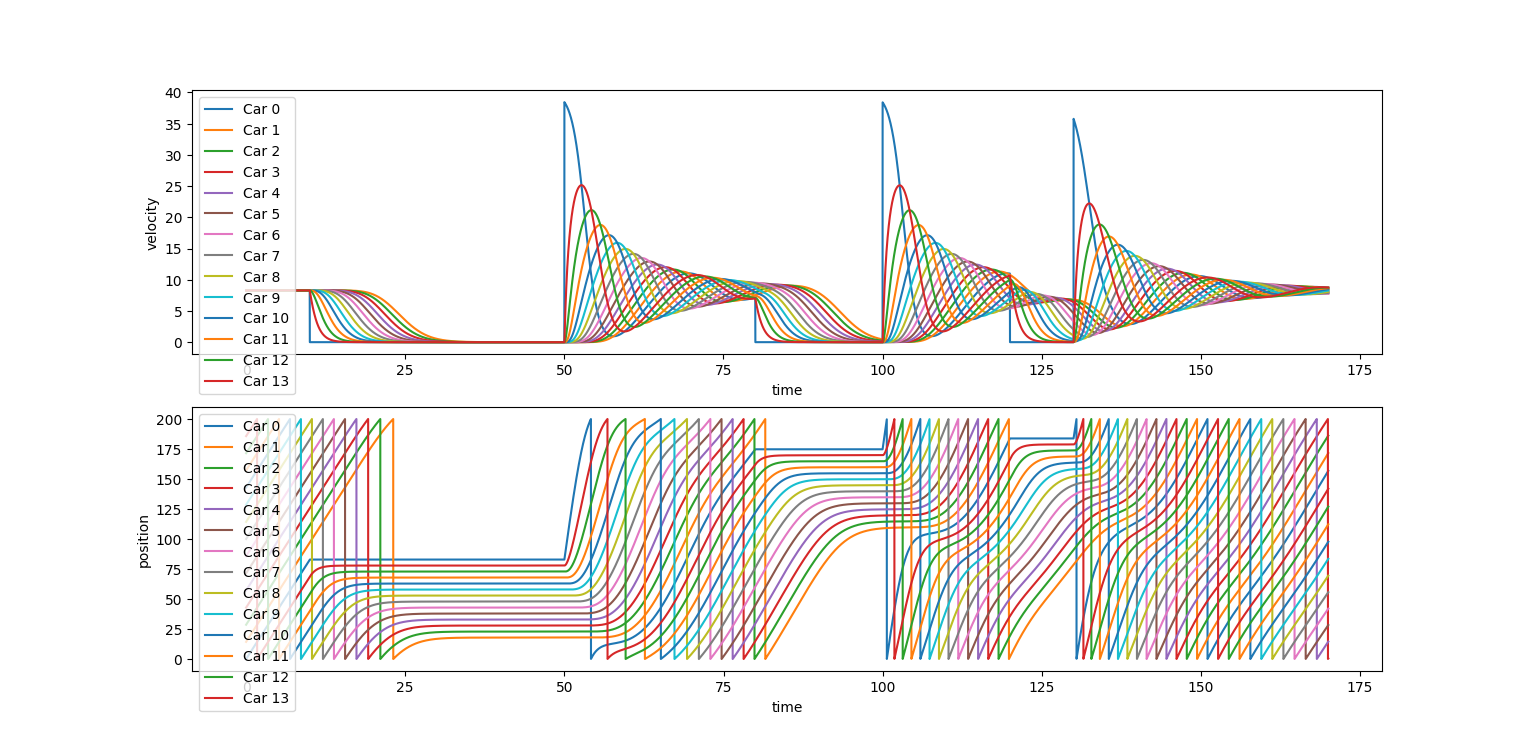 velocity
40
35
30
25
20
15
10
5
0
Car 0
Car 1
Car 2
Car 3
Car 4
Car 5
Car 6
Car 7
Car 8
Car 9
Car 10
Car 11
Car 12
Car 13
0 25 50 75 100 125 150 175
time
position
200
175
150
125
100
75
50
25
0
Car 0
Car 1
Car 2
Car 3
Car 4
Car 5
Car 6
Car 7
Car 8
Car 9
Car 10
Car 11
Car 12
Car 13
0 25 50 75 100 125 150 175
time